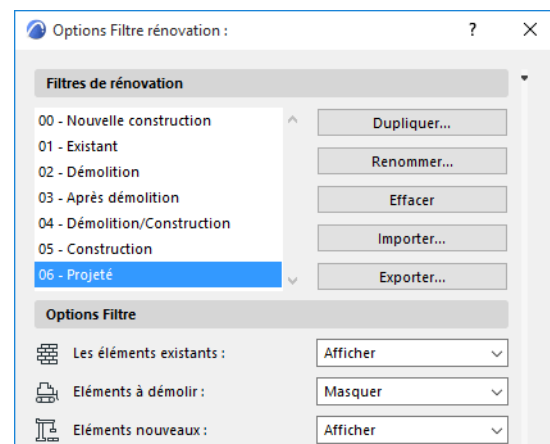 Options Filtre rénovation : ? ×
Filtres de rénovation
00 - Nouvelle construction
01 - Existant
02 - Démolition
03 - Après démolition
04 - Démolition/Construction
05 - Construction
06 - Projeté
Dupliquer...
Renommer...
Effacer
Importer...
Exporter...
Options Filtre
Les éléments existants : Afficher
Eléments à démolir : Masquer
Eléments nouveaux : Afficher